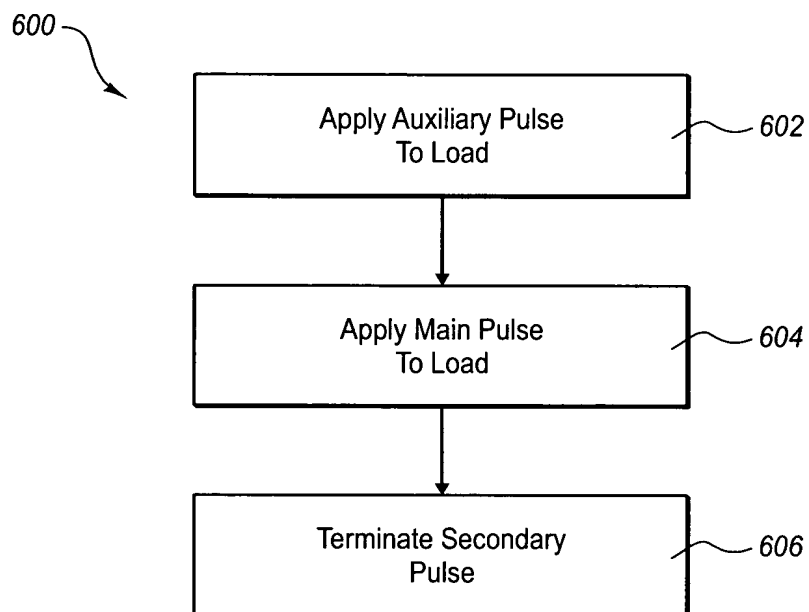 600
Apply Auxiliary Pulse
To Load
602
Apply Main Pulse
To Load
604
Terminate Secondary
Pulse
606